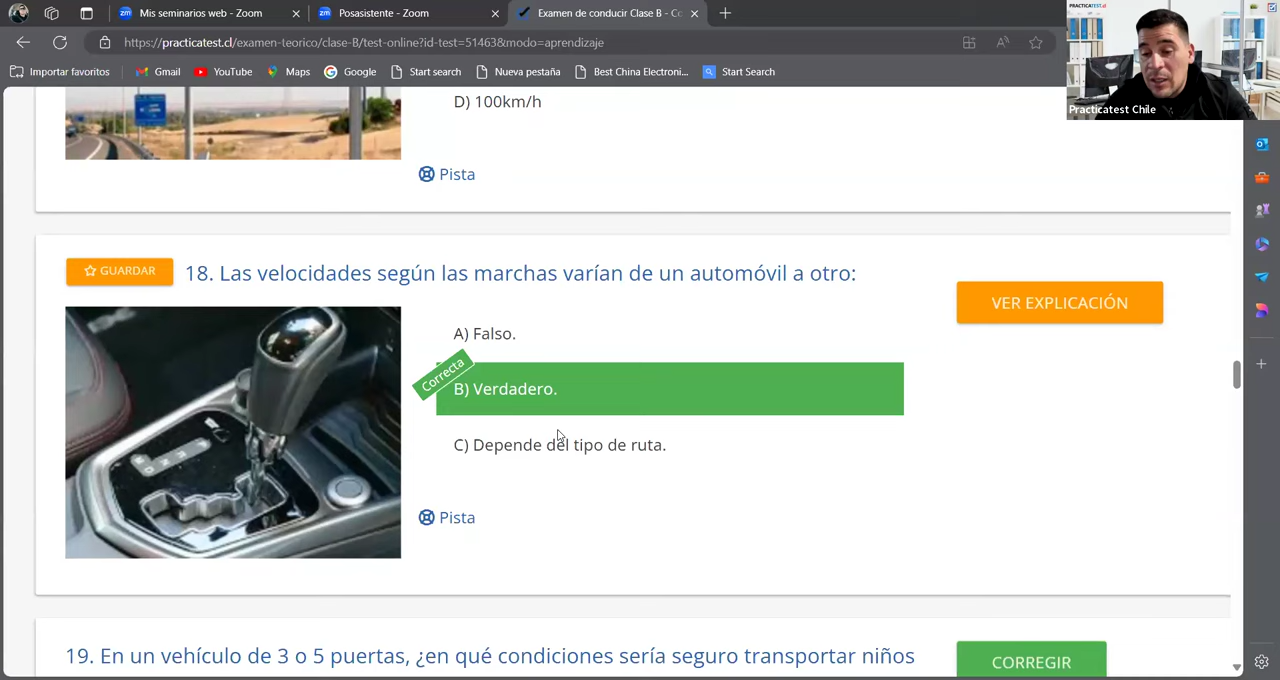 Mis seminarios web - Zoom
Posasistente - Zoom
Examen de conducir Clase B - Co
https://practicatest.cl/examen-teorico/clase-B/test-online?id-test=51463&modo=aprendizaje
Importar favoritos
Gmail
YouTube
Maps
Google
Start search
Nueva pestaña
Best China Electroni...
Start Search
PRACTICATEST.cl
Practicatest Chile
D) 100km/h
Pista
GUARDAR
18. Las velocidades según las marchas varían de un automóvil a otro:
VER EXPLICACIÓN
A) Falso.
Correcta
B) Verdadero.
C) Depende del tipo de ruta.
Pista
19. En un vehículo de 3 o 5 puertas, ¿en qué condiciones sería seguro transportar niños
CORREGIR